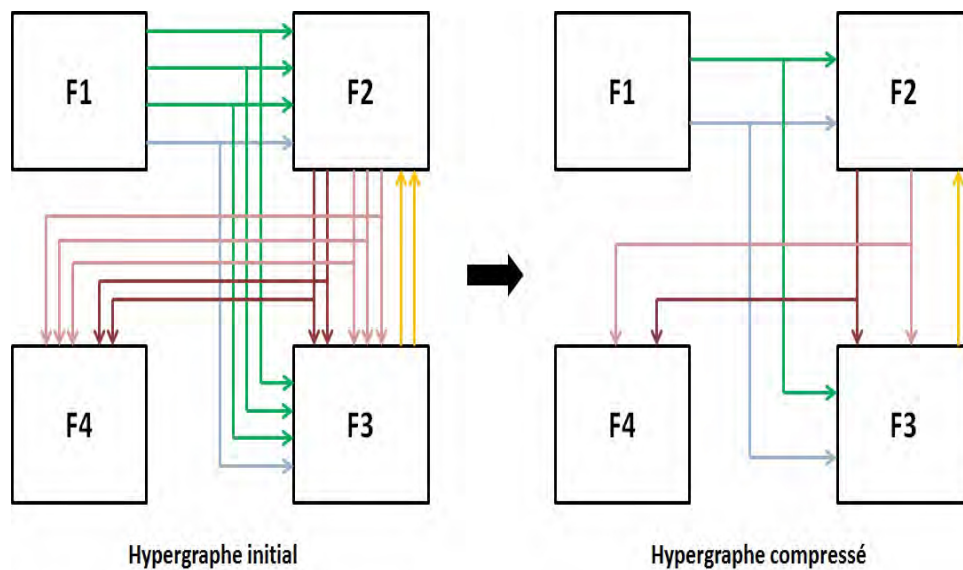 F1
F2
F1
F2
F4
F3
F4
F3
Hypergraphe initial
Hypergraphe compressé